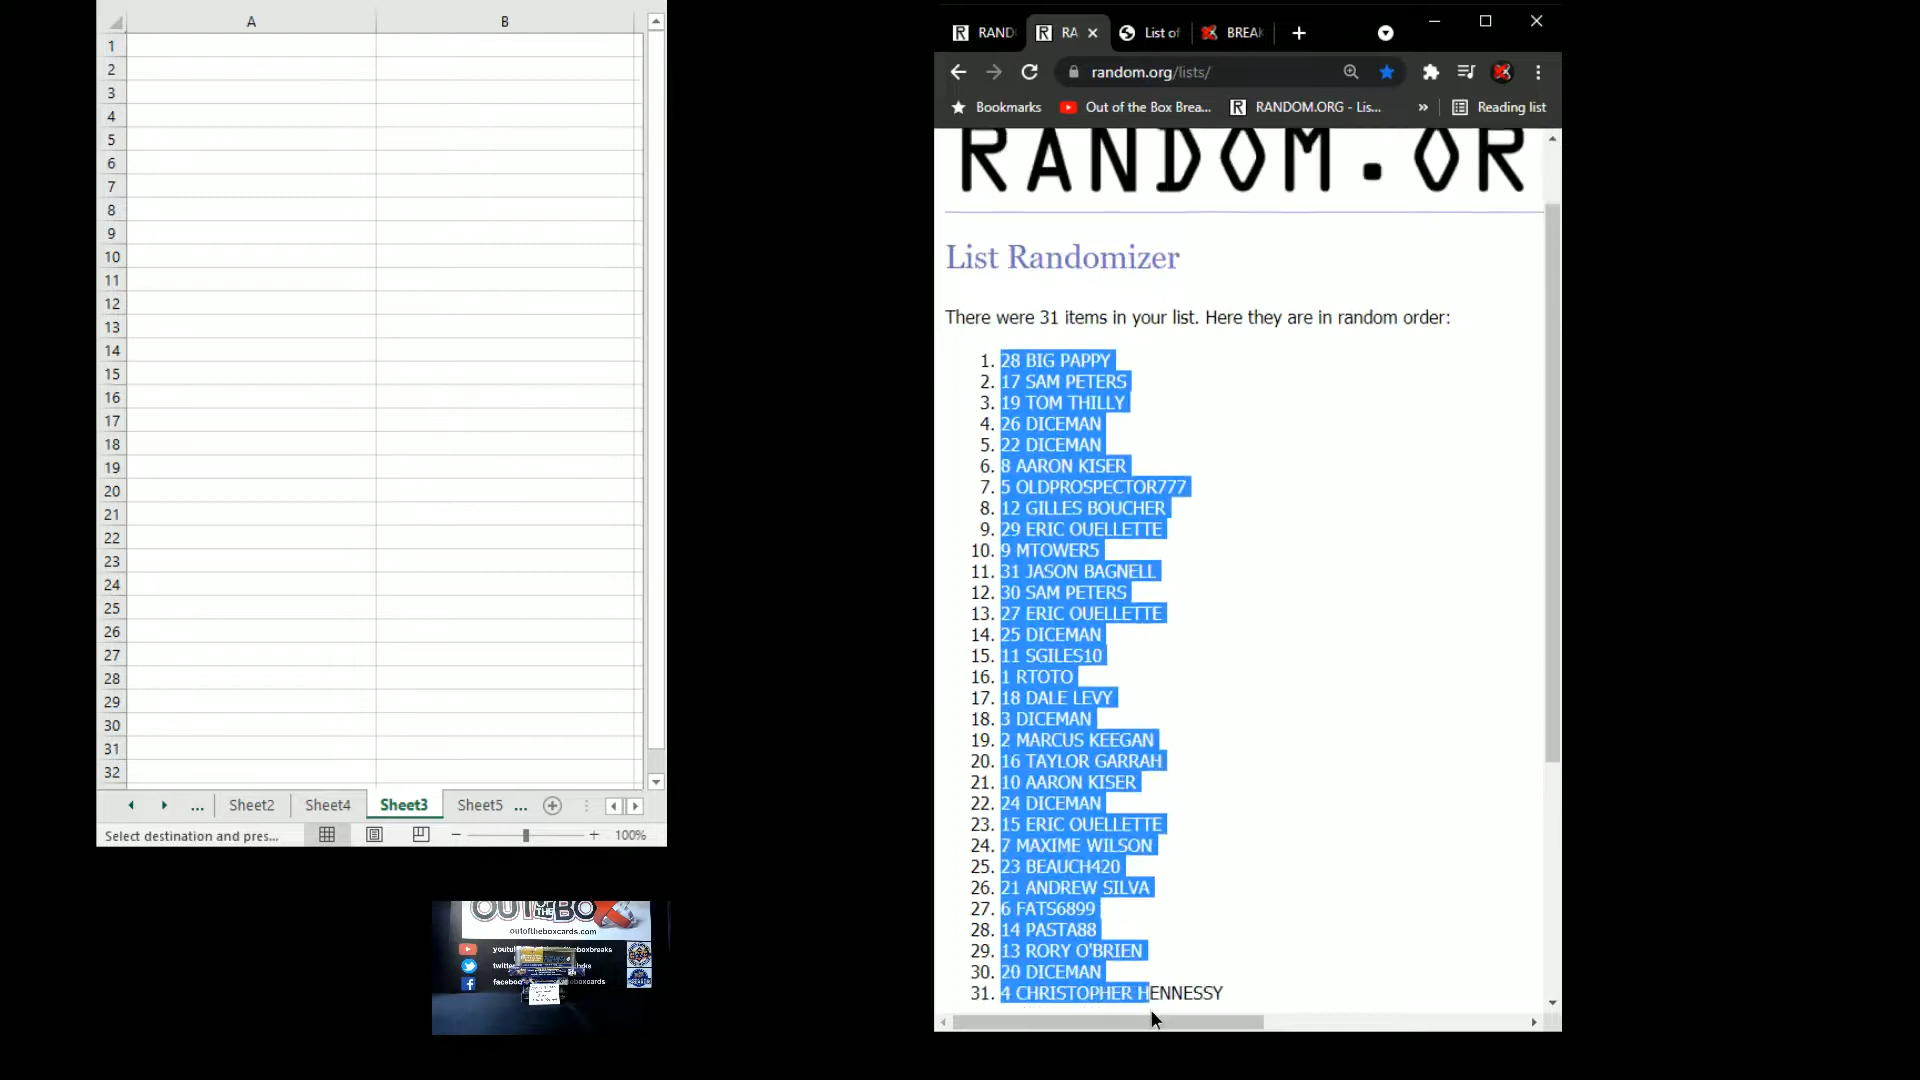 A B
1
2
3
4
5
6
7
8
9
10
11
12
13
14
15
16
17
18
19
20
21
22
23
24
25
26
27
28
29
30
31
32
... Sheet2 Sheet4 Sheet3 Sheet5 ...
Select destination and pres... 100%
outoftheboxcards.com
RAND RA List of BREAK
random.org/lists/
Bookmarks Out of the Box Brea... R RANDOM.ORG - Lis... » Reading list
RANDOM.OR
List Randomizer
There were 31 items in your list. Here they are in random order:
1. 28 BIG PAPPY
2. 17 SAM PETERS
3. 19 TOM THILLY
4. 26 DICEMAN
5. 22 DICEMAN
6. 8 AARON KISER
7. 5 OLDPROSPECTOR777
8. 12 GILLES BOUCHER
9. 29 ERIC OUELLETTE
10. 9 MTOWER5
11. 31 JASON BAGNELL
12. 30 SAM PETERS
13. 27 ERIC OUELLETTE
14. 25 DICEMAN
15. 11 SGILES10
16. 1 RTOTO
17. 18 DALE LEVY
18. 3 DICEMAN
19. 2 MARCUS KEEGAN
20. 16 TAYLOR GARRAH
21. 10 AARON KISER
22. 24 DICEMAN
23. 15 ERIC OUELLETTE
24. 7 MAXIME WILSON
25. 23 BEAUCH420
26. 21 ANDREW SILVA
27. 6 FATS6899
28. 14 PASTA88
29. 13 RORY O'BRIEN
30. 20 DICEMAN
31. 4 CHRISTOPHER HENNESSY